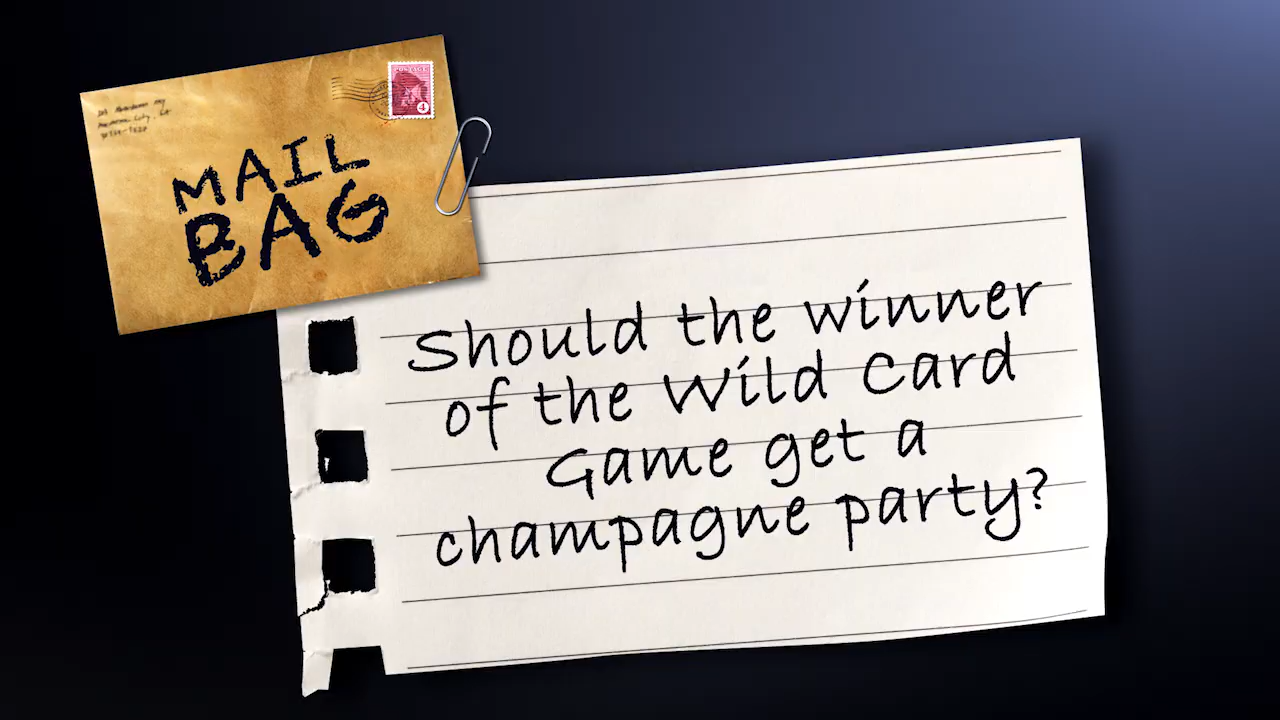 MAIL
BAG
Should the winner
of the Wild Card
Game get a
champagne party?